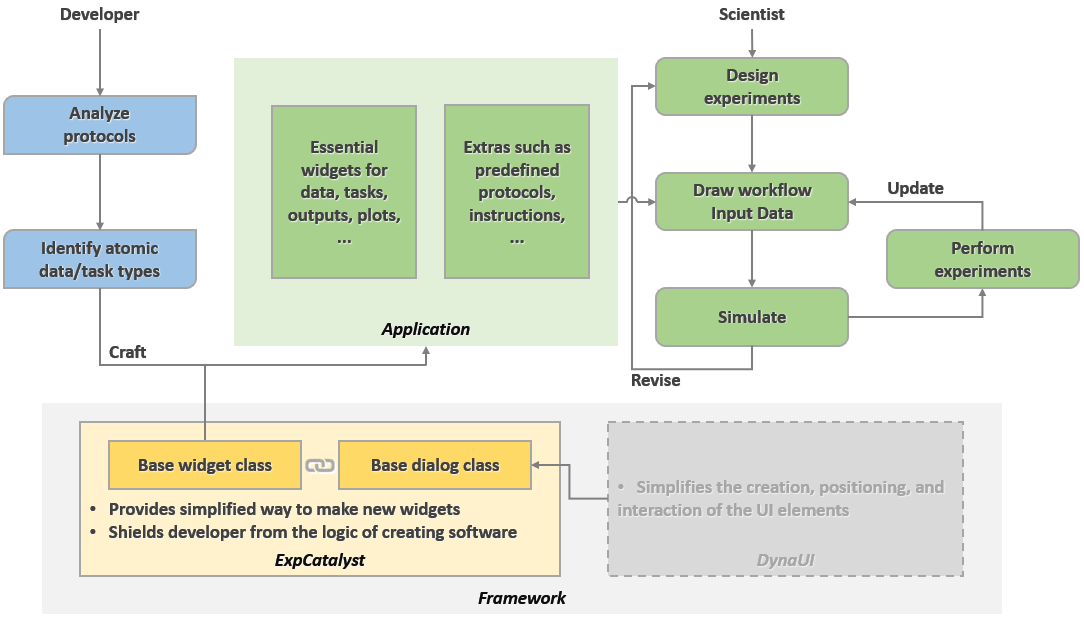 Developer
Scientist
Analyze
protocols
Identify atomic
data/task types
Craft
Essential
widgets for
data, tasks,
outputs, plots,
...
Extras such as
predefined
protocols,
instructions,
...
Application
Design
experiments
Draw workflow
Input Data
Update
Perform
experiments
Simulate
Revise
Base widget class
Base dialog class
• Provides simplified way to make new widgets
• Shields developer from the logic of creating software
ExpCatalyst
• Simplifies the creation, positioning, and
interaction of the UI elements
DynaUI
Framework